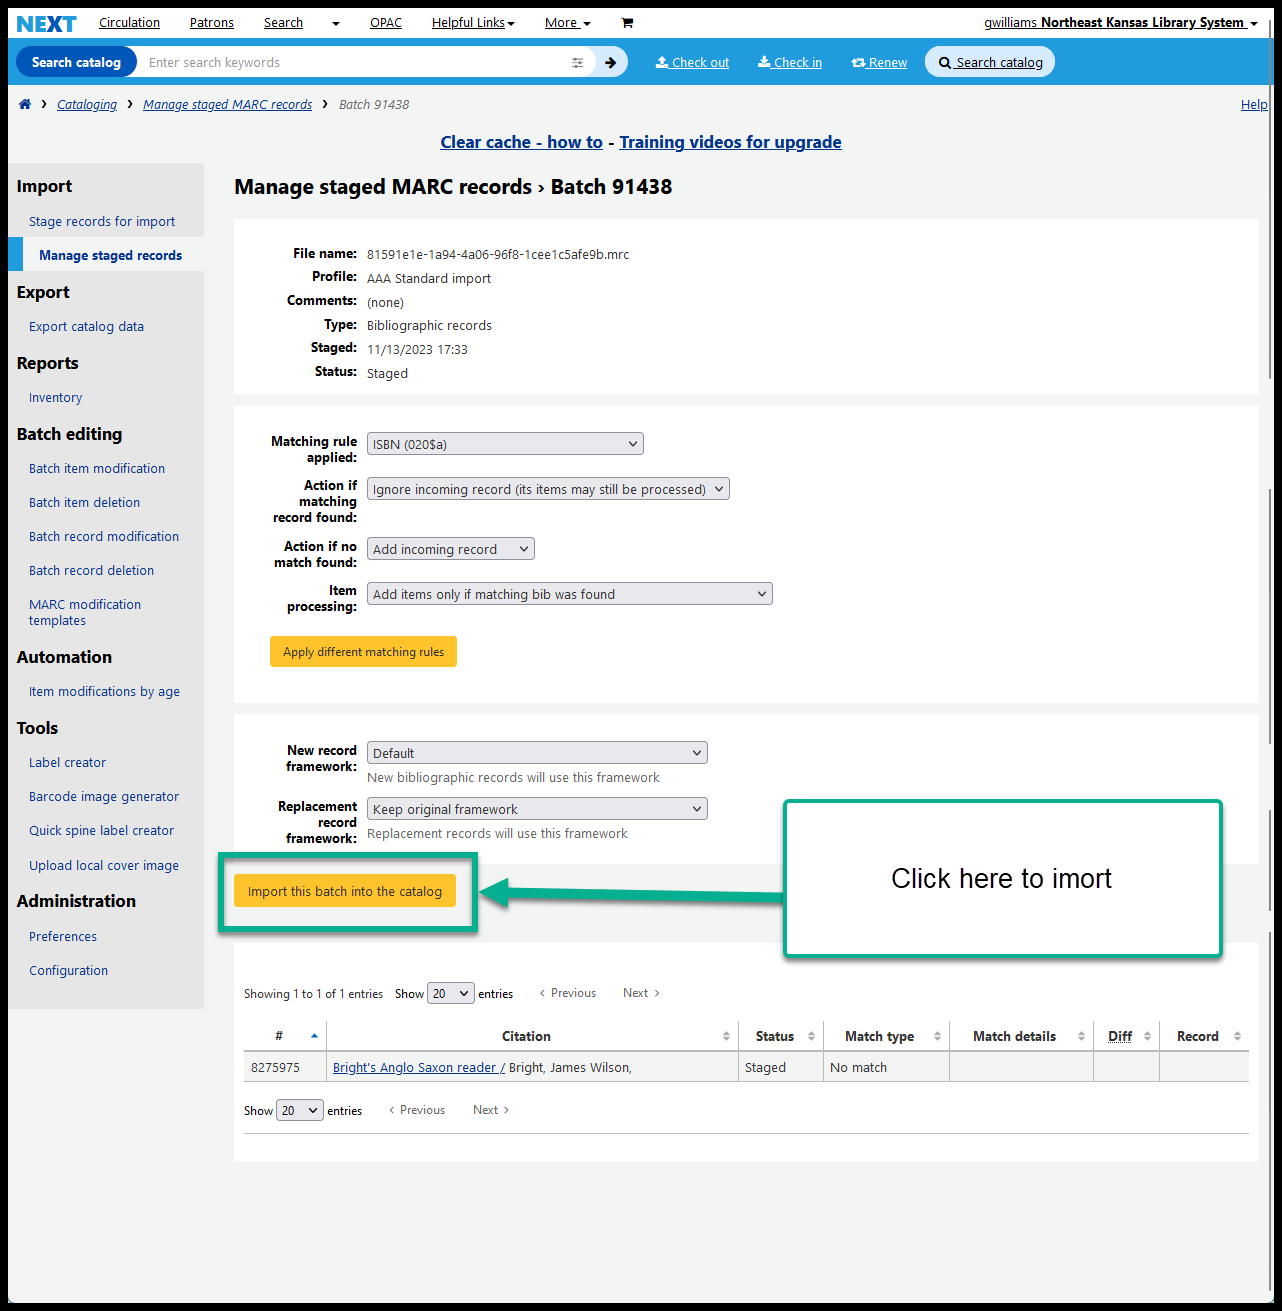 NEXT Circulation Patrons Search OPAC Helpful Links More gwilliams Northeast Kansas Library System
Search catalog Enter search keywords Check out Check in Renew Search catalog
Cataloging Manage staged MARC records Batch 91438 Help
Clear cache - how to - Training videos for upgrade
Import
Stage records for import
Manage staged records
Export
Export catalog data
Reports
Inventory
Batch editing
Batch item modification
Batch item deletion
Batch record modification
Batch record deletion
MARC modification
templates
Automation
Item modifications by age
Tools
Label creator
Barcode image generator
Quick spine label creator
Upload local cover image
Administration
Preferences
Configuration
Manage staged MARC records › Batch 91438
File name: 81591e1e-1a94-4a06-96f8-1cee1c5afe9b.mrc
Profile: AAA Standard import
Comments: (none)
Type: Bibliographic records
Staged: 11/13/2023 17:33
Status: Staged
Matching rule
applied: ISBN (020$a)
Action if
matching
record found: Ignore incoming record (its items may still be processed)
Action if no
match found: Add incoming record
Item
processing: Add items only if matching bib was found
Apply different matching rules
New record
framework: Default
New bibliographic records will use this framework
Replacement
record
framework: Keep original framework
Replacement records will use this framework
Import this batch into the catalog
Click here to imort
Showing 1 to 1 of 1 entries Show 20 entries Previous Next
# Citation Status Match type Match details Diff Record
8275975 Bright's Anglo Saxon reader / Bright, James Wilson, Staged No match
Show 20 entries Previous Next